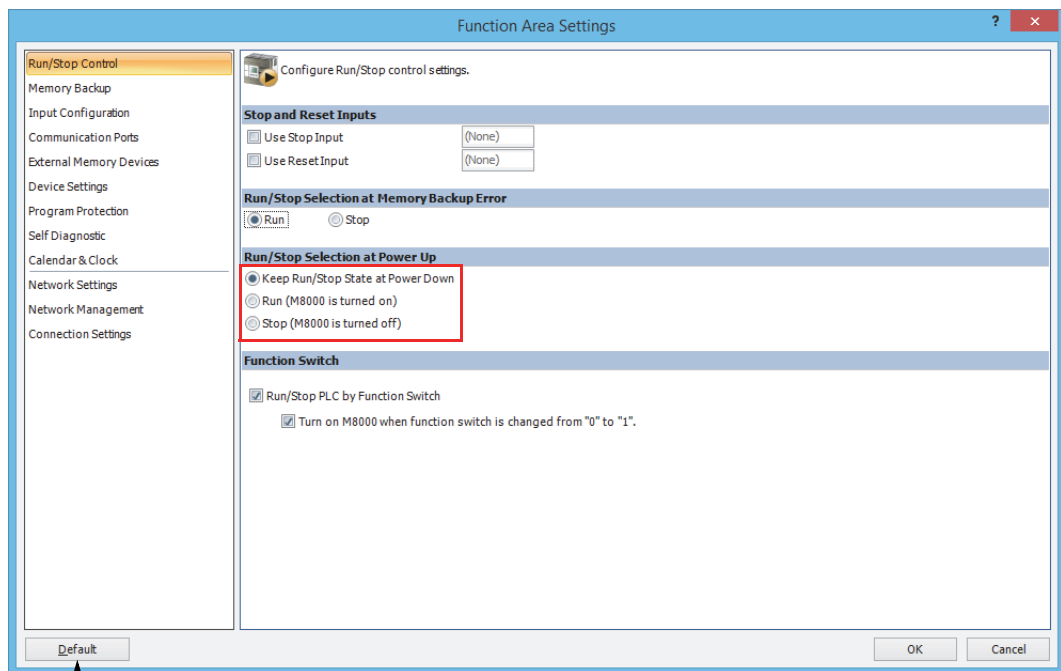 Function Area Settings
?
Run/Stop Control
Memory Backup
Input Configuration
Communication Ports
External Memory Devices
Device Settings
Program Protection
Self Diagnostic
Calendar & Clock
Network Settings
Network Management
Connection Settings
Configure Run/Stop control settings.
Stop and Reset Inputs
Use Stop Input (None)
Use Reset Input (None)
Run/Stop Selection at Memory Backup Error
Run Stop
Run/Stop Selection at Power Up
Keep Run/Stop State at Power Down
Run (M8000 is turned on)
Stop (M8000 is turned off)
Function Switch
Run/Stop PLC by Function Switch
Turn on M8000 when function switch is changed from "0" to "1".
Default OK Cancel